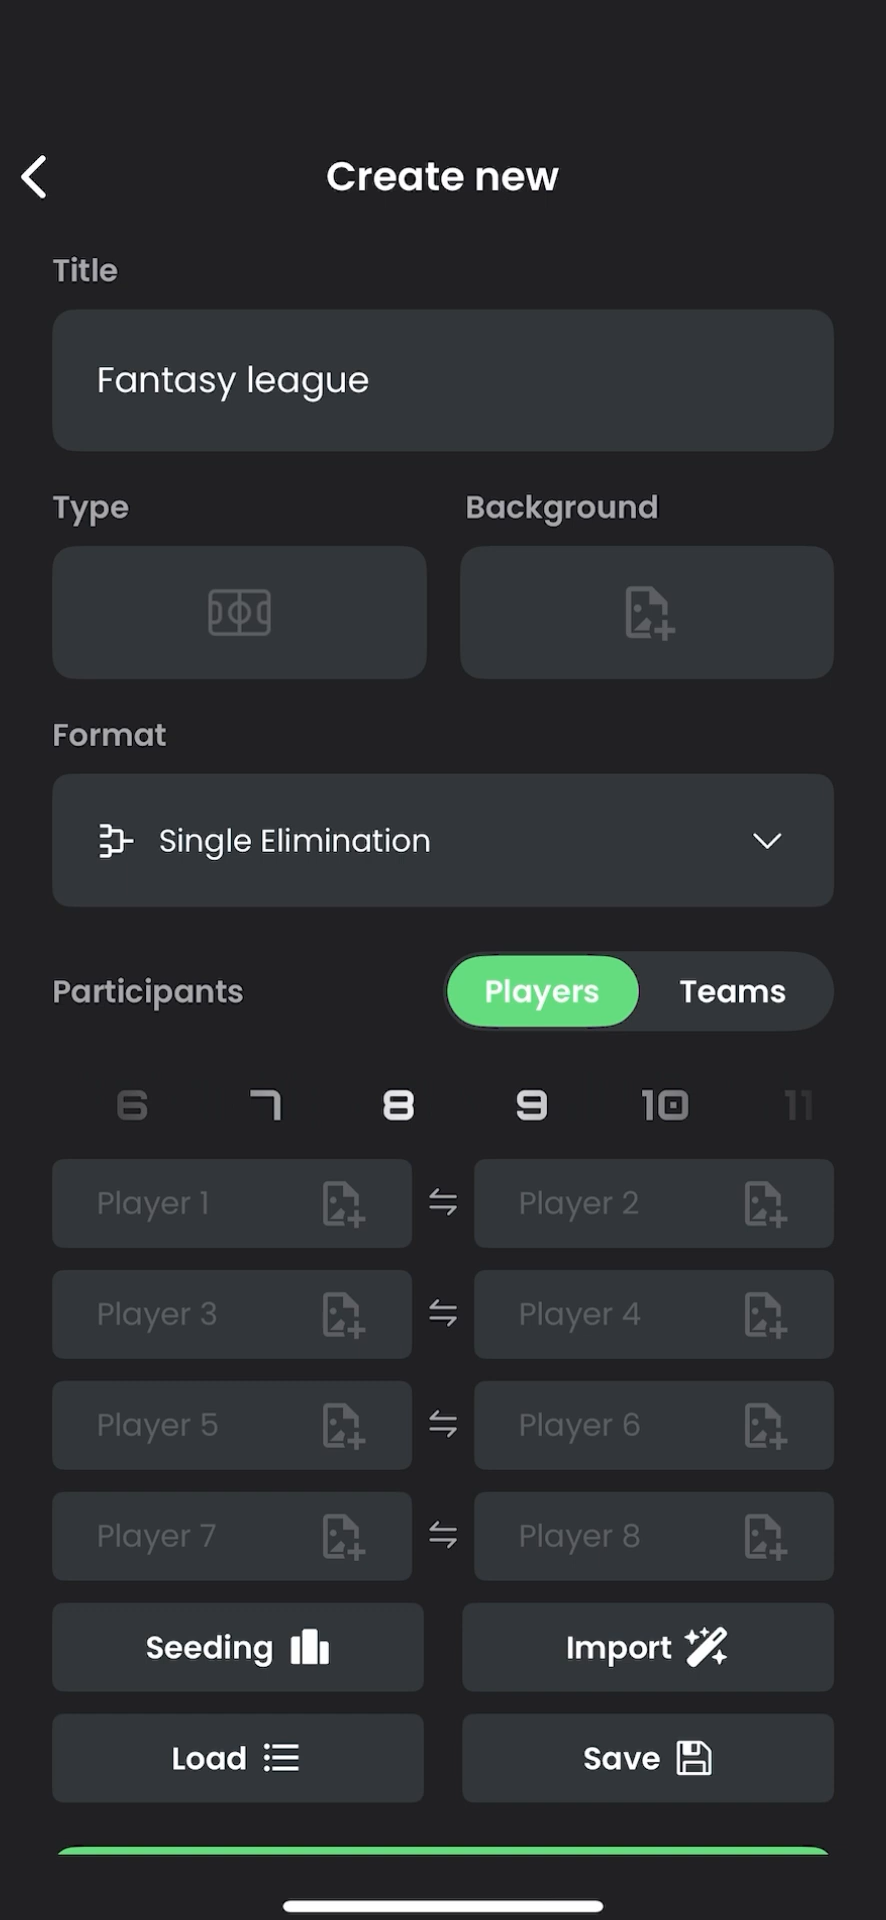 Create new
Title
Fantasy league
Type Background
Format
Single Elimination
Participants Players Teams
6 7 8 9 10 11
Player 1 Player 2
Player 3 Player 4
Player 5 Player 6
Player 7 Player 8
Seeding Import
Load Save